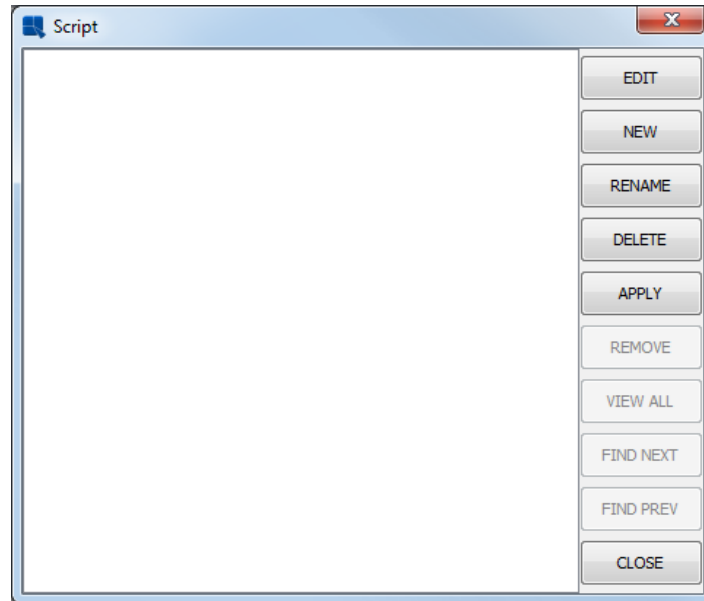 Script
EDIT
NEW
RENAME
DELETE
APPLY
REMOVE
VIEW ALL
FIND NEXT
FIND PREV
CLOSE